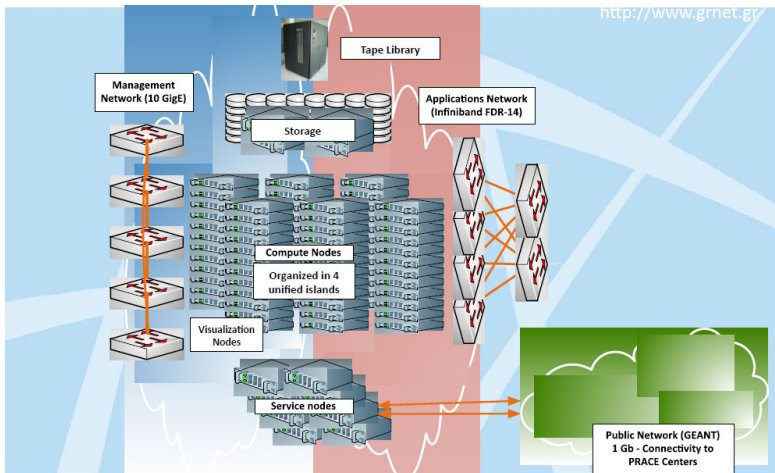 http://www.grnet.gr
Tape Library
Management
Network (10 GigE)
Applications Network
(Infiniband FDR-14)
Storage
Compute Nodes
Organized in 4
unified islands
Visualization
Nodes
Service nodes
Public Network (GEANT)
1 Gb - Connectivity to
PRACE Centers